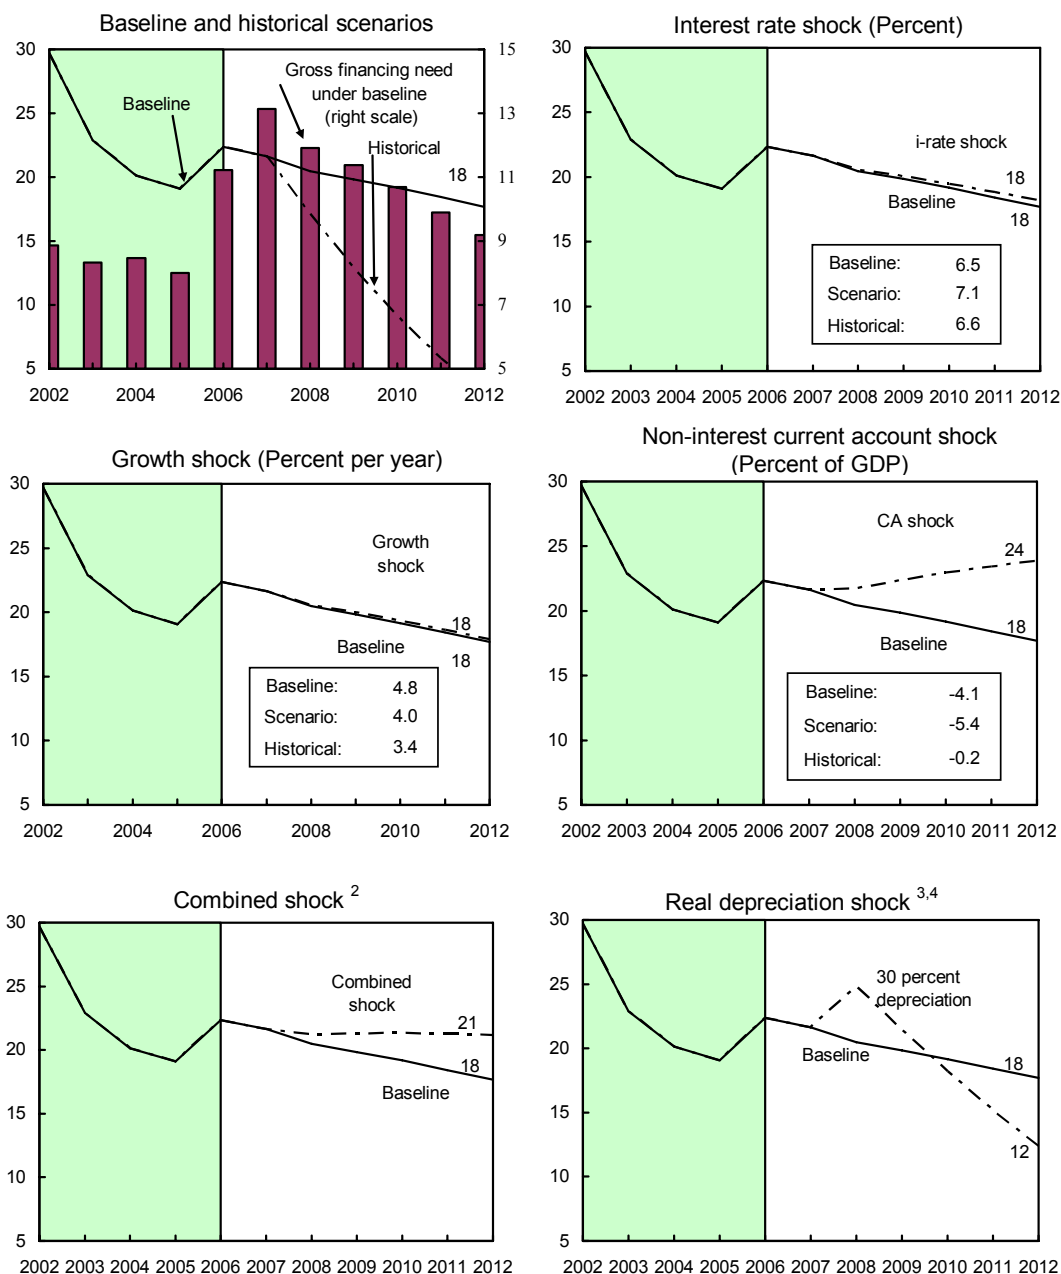 Baseline and historical scenarios
30
25
20
15
10
5
15
13
11
9
7
5
Gross financing need
under baseline
(right scale)
Baseline
Historical
18
2002 2004 2006 2008 2010 2012
Interest rate shock (Percent)
30
25
20
15
10
5
i-rate shock
18
Baseline
18
Baseline: 6.5
Scenario: 7.1
Historical: 6.6
2002 2003 2004 2005 2006 2007 2008 2009 2010 2011 2012
Growth shock (Percent per year)
30
25
20
15
10
5
Growth
shock
18
Baseline
18
Baseline: 4.8
Scenario: 4.0
Historical: 3.4
2002 2004 2006 2008 2010 2012
Non-interest current account shock
(Percent of GDP)
30
25
20
15
10
5
CA shock
24
18
Baseline
Baseline: -4.1
Scenario: -5.4
Historical: -0.2
2002 2003 2004 2005 2006 2007 2008 2009 2010 2011 2012
Combined shock 2
30
25
20
15
10
5
Combined
shock
21
18
Baseline
2002 2003 2004 2005 2006 2007 2008 2009 2010 2011 2012
Real depreciation shock 3,4
30
25
20
15
10
5
30 percent
depreciation
Baseline
18
12
2002 2003 2004 2005 2006 2007 2008 2009 2010 2011 2012